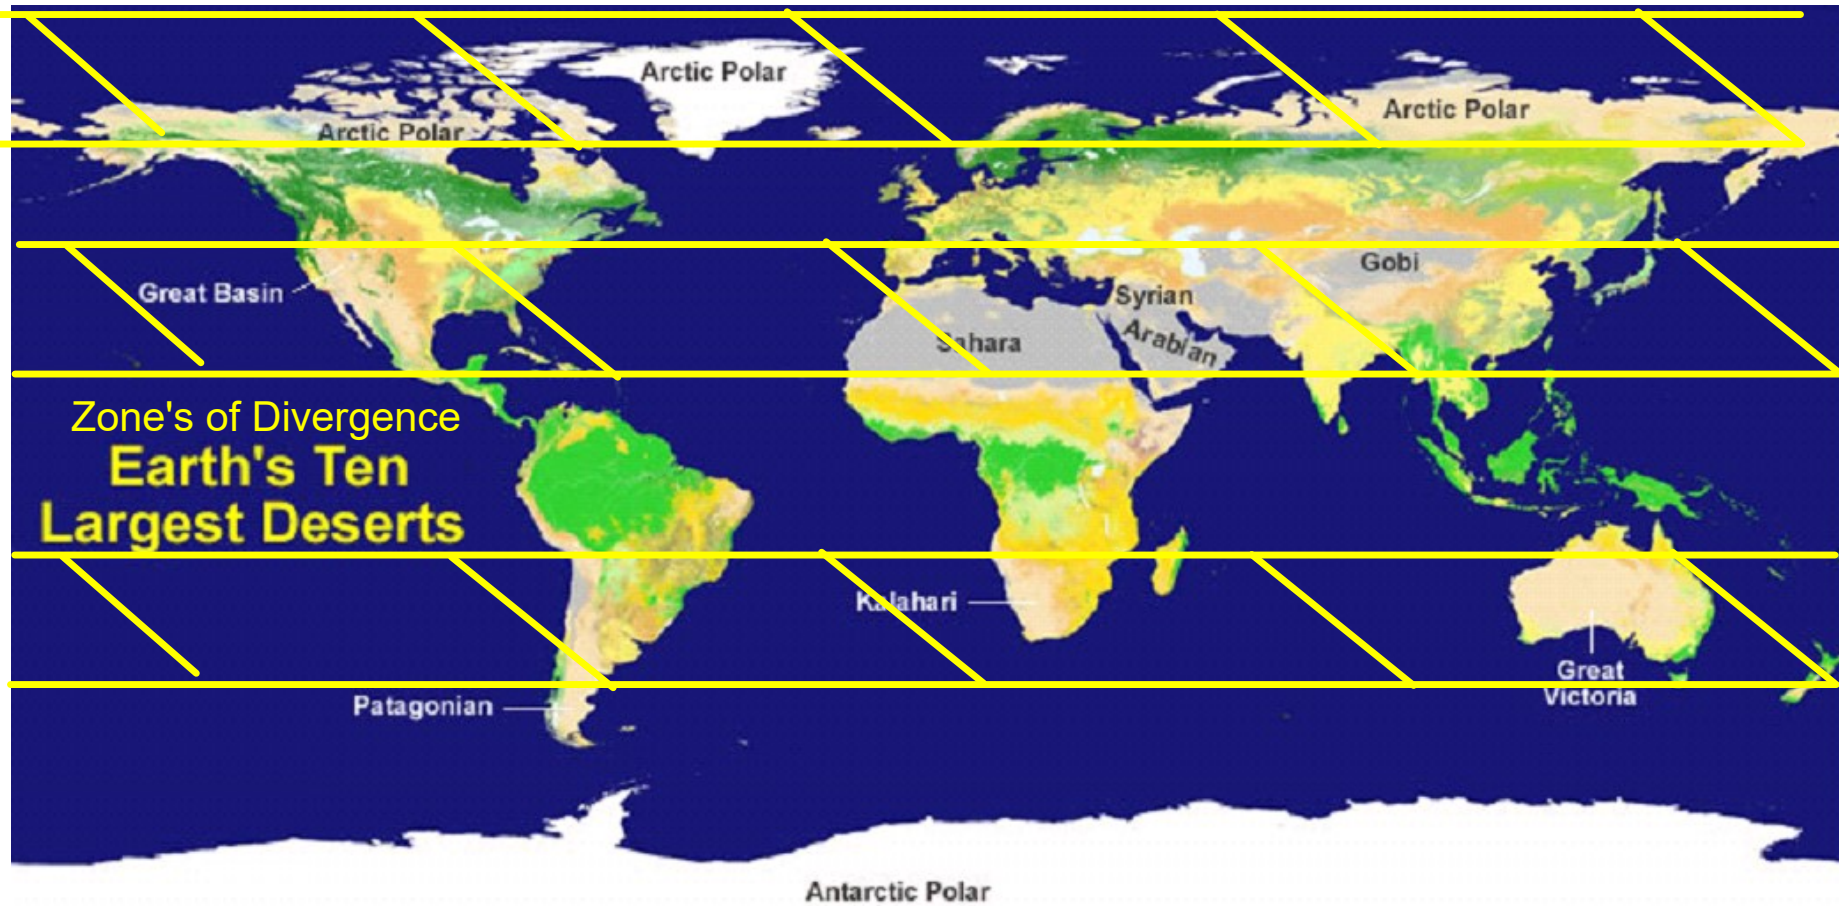 Arctic Polar
Arctic Polar
Arctic Polar
Gobi
Great Basin
Syrian
Arabian
Sahara
Zone's of Divergence
Earth's Ten
Largest Deserts
Kalahari
Great
Victoria
Patagonian
Antarctic Polar